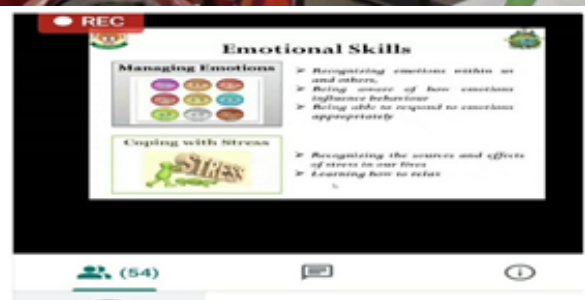 REC
Emotional Skills
Managing Emotions
➢ Recognizing emotions within us
and others,
➢ Being aware of how emotions
influence behaviour
➢ Being able to respond to emotions
appropriately
Coping with Stress
STRESS
➢ Recognising the sources and effects
of stress in our lives
➢ Learning how to relax
(54)